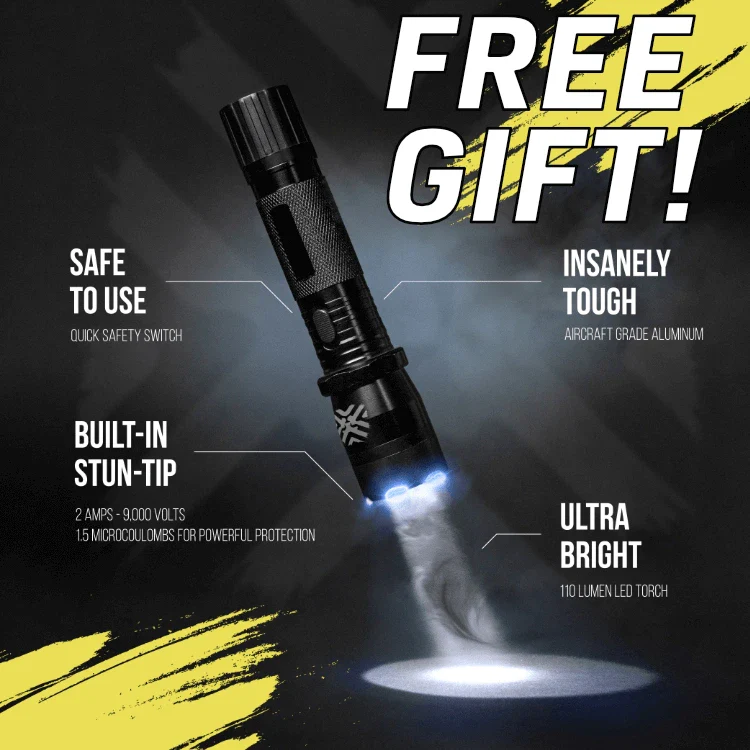 FREE
GIFT!
SAFE
TO USE
QUICK SAFETY SWITCH
INSANELY
TOUGH
AIRCRAFT GRADE ALUMINUM
BUILT-IN
STUN-TIP
2 AMPS - 9,000 VOLTS
1.5 MICROCOULOMBS FOR POWERFUL PROTECTION
ULTRA
BRIGHT
110 LUMEN LED TORCH